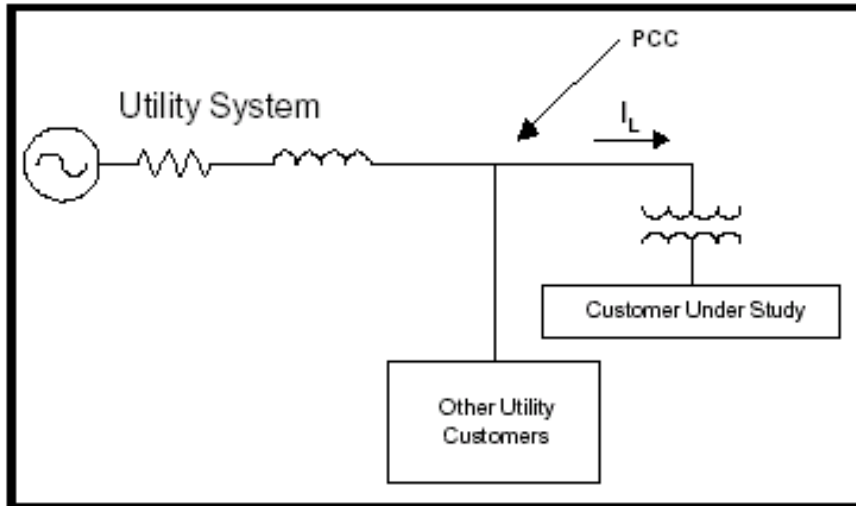 PCC
Utility System
I_L
Customer Under Study
Other Utility
Customers